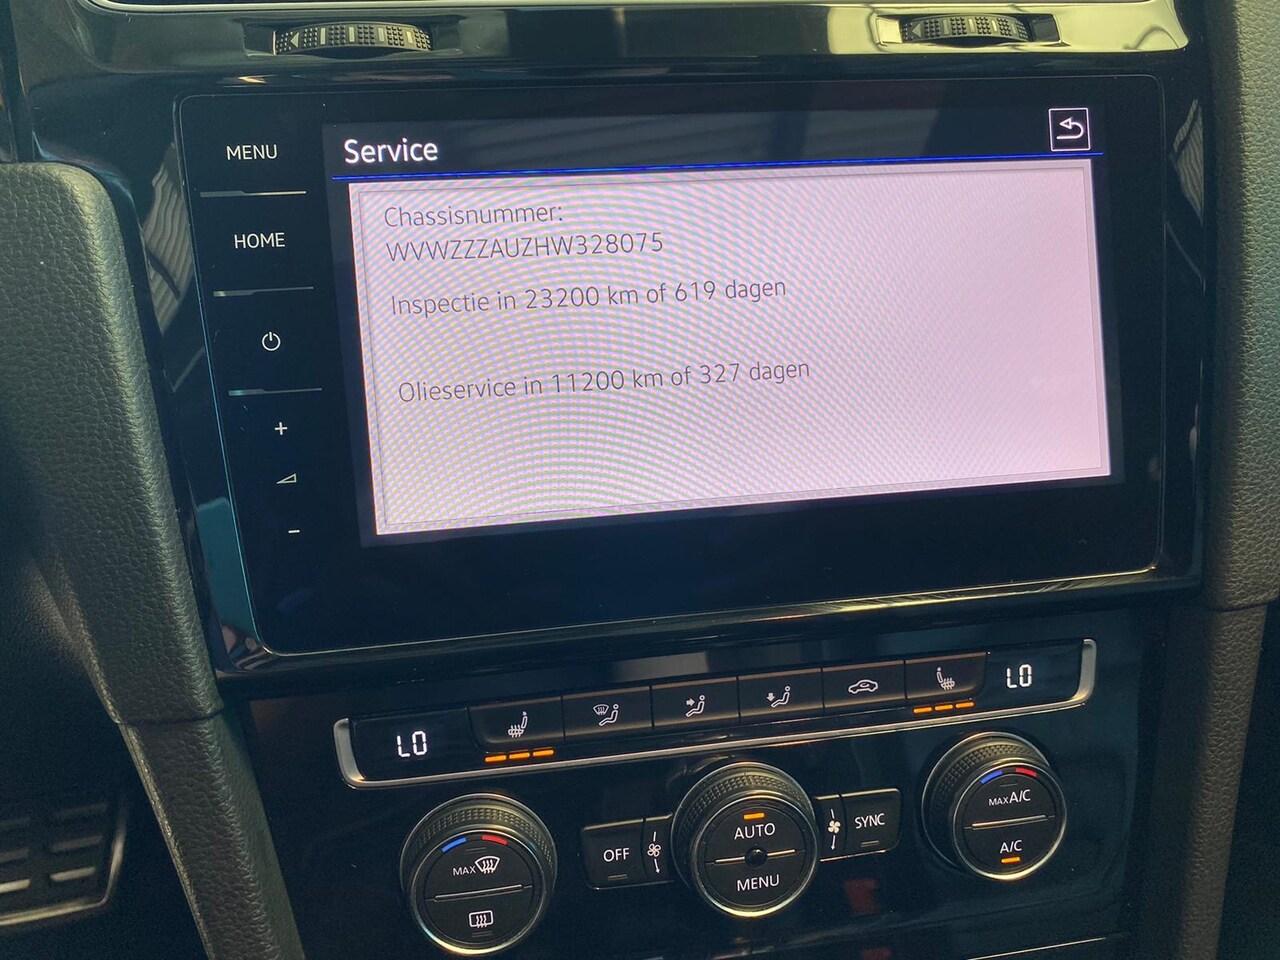 MENU
Service
HOME
Chassisnummer:
WVWZZZAUZHW328075
Inspectie in 23200 km of 619 dagen
Olieservice in 11200 km of 327 dagen
+
-
LO
LO
MAX
OFF
AUTO
MENU
SYNC
MAX A/C
A/C